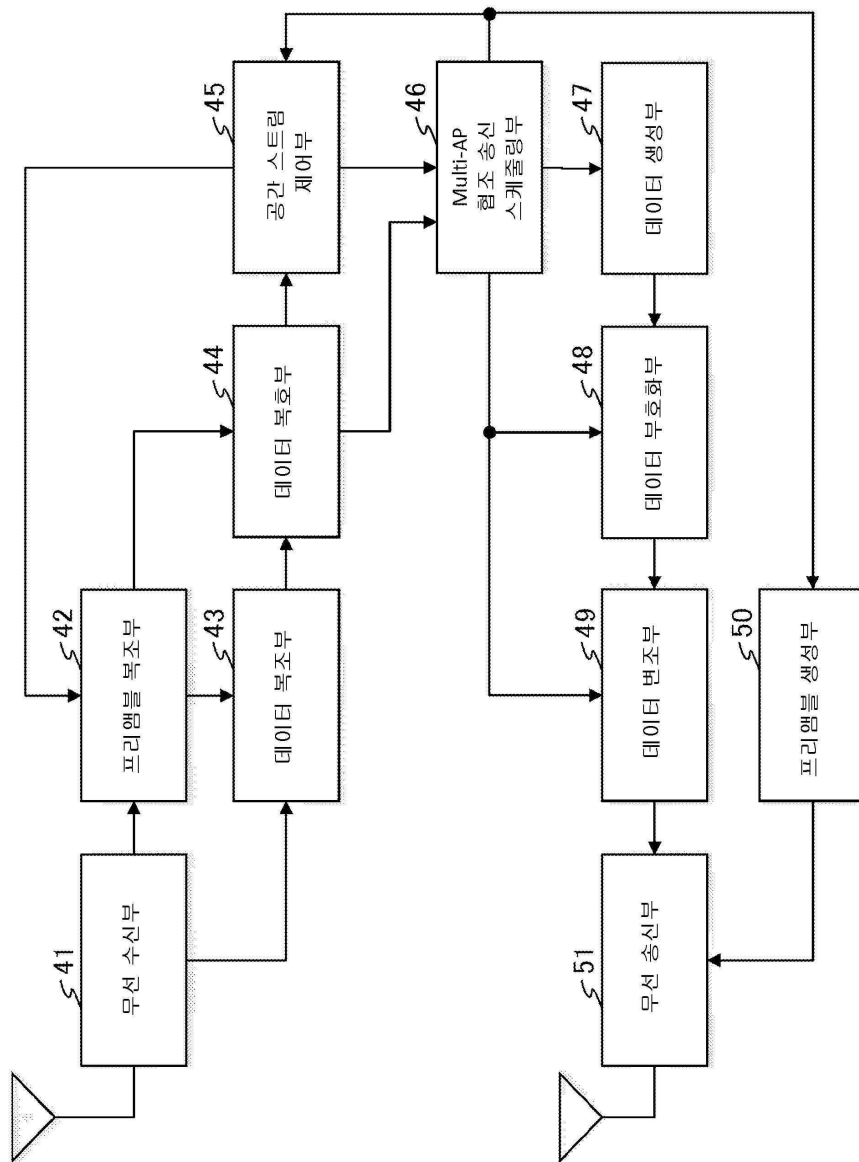 41
무선 수신부
42
프리앰블 복조부
43
데이터 복조부
44
데이터 복호부
45
공간 스트림
제어부
46
Multi-AP
협조 송신
스케줄링부
47
데이터 생성부
48
데이터 부호화부
49
데이터 변조부
50
프리앰블 생성부
51
무선 송신부